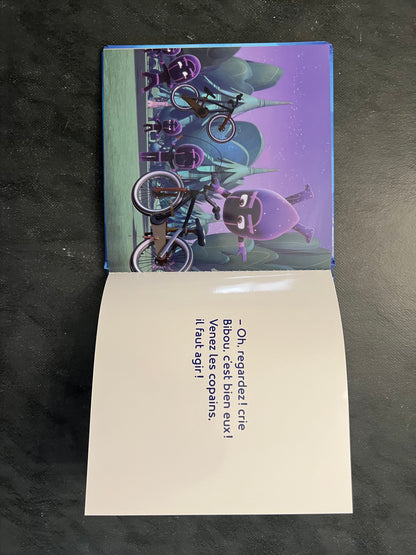 – Oh, regardez ! crie
Bibou, c'est bien eux !
Venez les copains,
il faut agir !